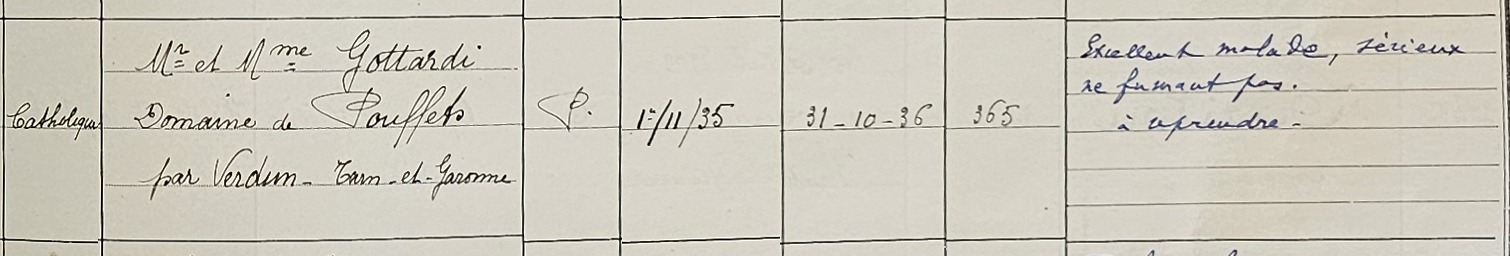 Catholique
Mr et Mme Gottardi
Domaine de Pouffets
par Verdun - Tarn-et-Garonne
P.
1er/11/35
31-10-36
365
Excellent malade, sérieux
ne fumant pas.
à reprendre -